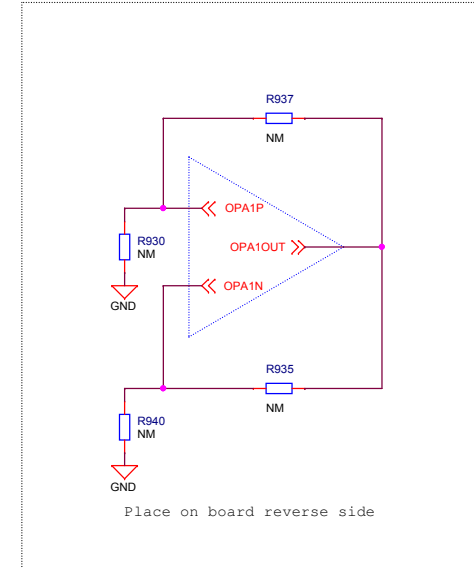 R937
NM
OPA1P
R930
NM
OPA1OUT
OPA1N
GND
R935
NM
R940
NM
GND
Place on board reverse side